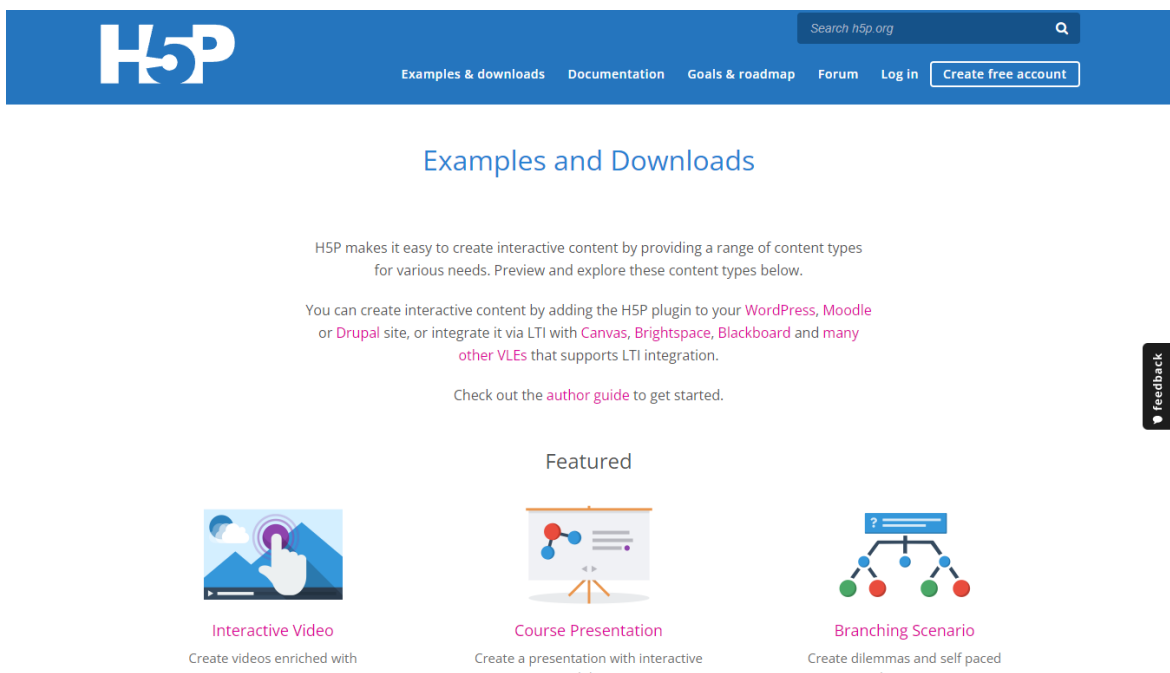 H5P
Search h5p.org
Examples & downloads Documentation Goals & roadmap Forum Log in Create free account
Examples and Downloads
H5P makes it easy to create interactive content by providing a range of content types
for various needs. Preview and explore these content types below.
You can create interactive content by adding the H5P plugin to your WordPress, Moodle
or Drupal site, or integrate it via LTI with Canvas, Brightspace, Blackboard and many
other VLEs that supports LTI integration.
Check out the author guide to get started.
feedback
Featured
?
Interactive Video Course Presentation Branching Scenario
Create videos enriched with Create a presentation with interactive Create dilemmas and self paced